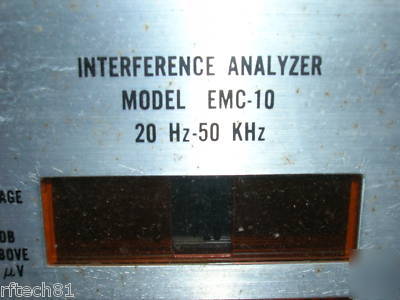 INTERFERENCE ANALYZER
MODEL EMC-10
20 Hz-50 KHz
AGE
DB
BOVE
µV
rftech81